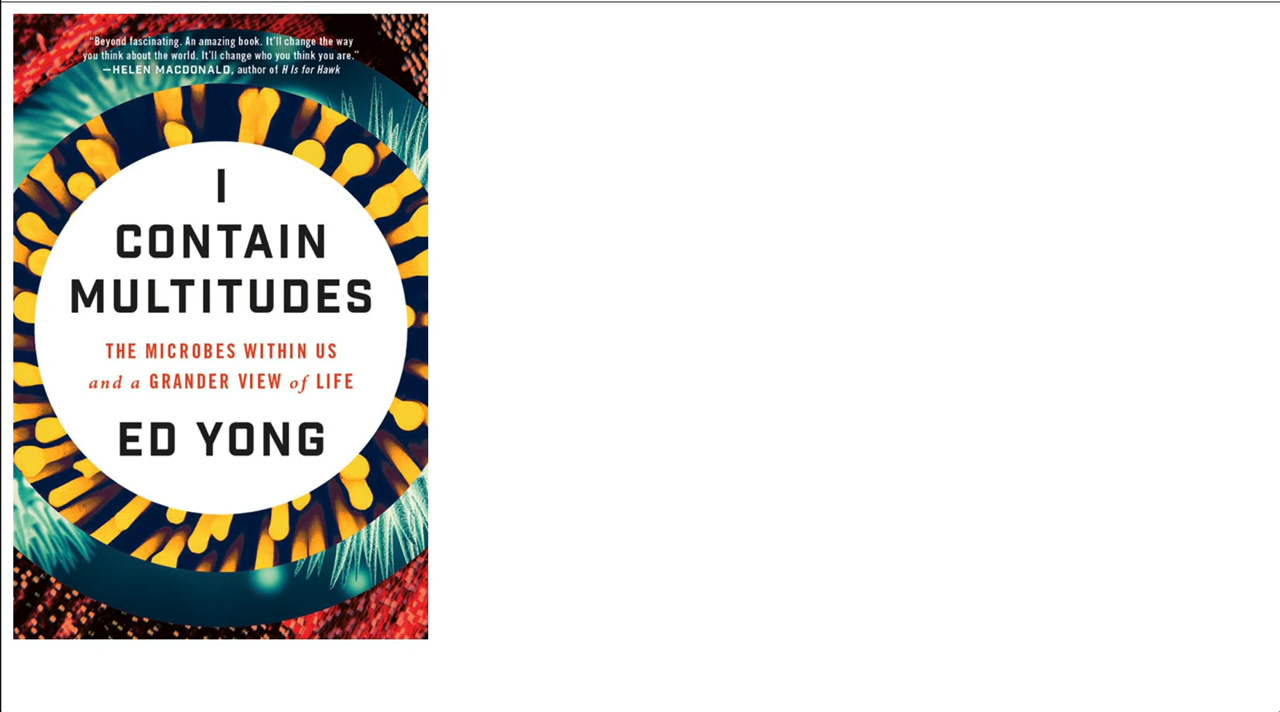 “Beyond fascinating. An amazing book. It’ll change the way
you think about the world. It’ll change who you think you are.”
—HELEN MACDONALD, author of H Is for Hawk
I
CONTAIN
MULTITUDES
THE MICROBES WITHIN US
and a GRANDER VIEW of LIFE
ED YONG